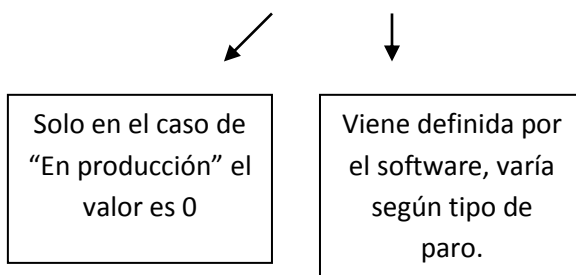 Solo en el caso de
“En producción” el
valor es 0
Viene definida por
el software, varía
según tipo de
paro.